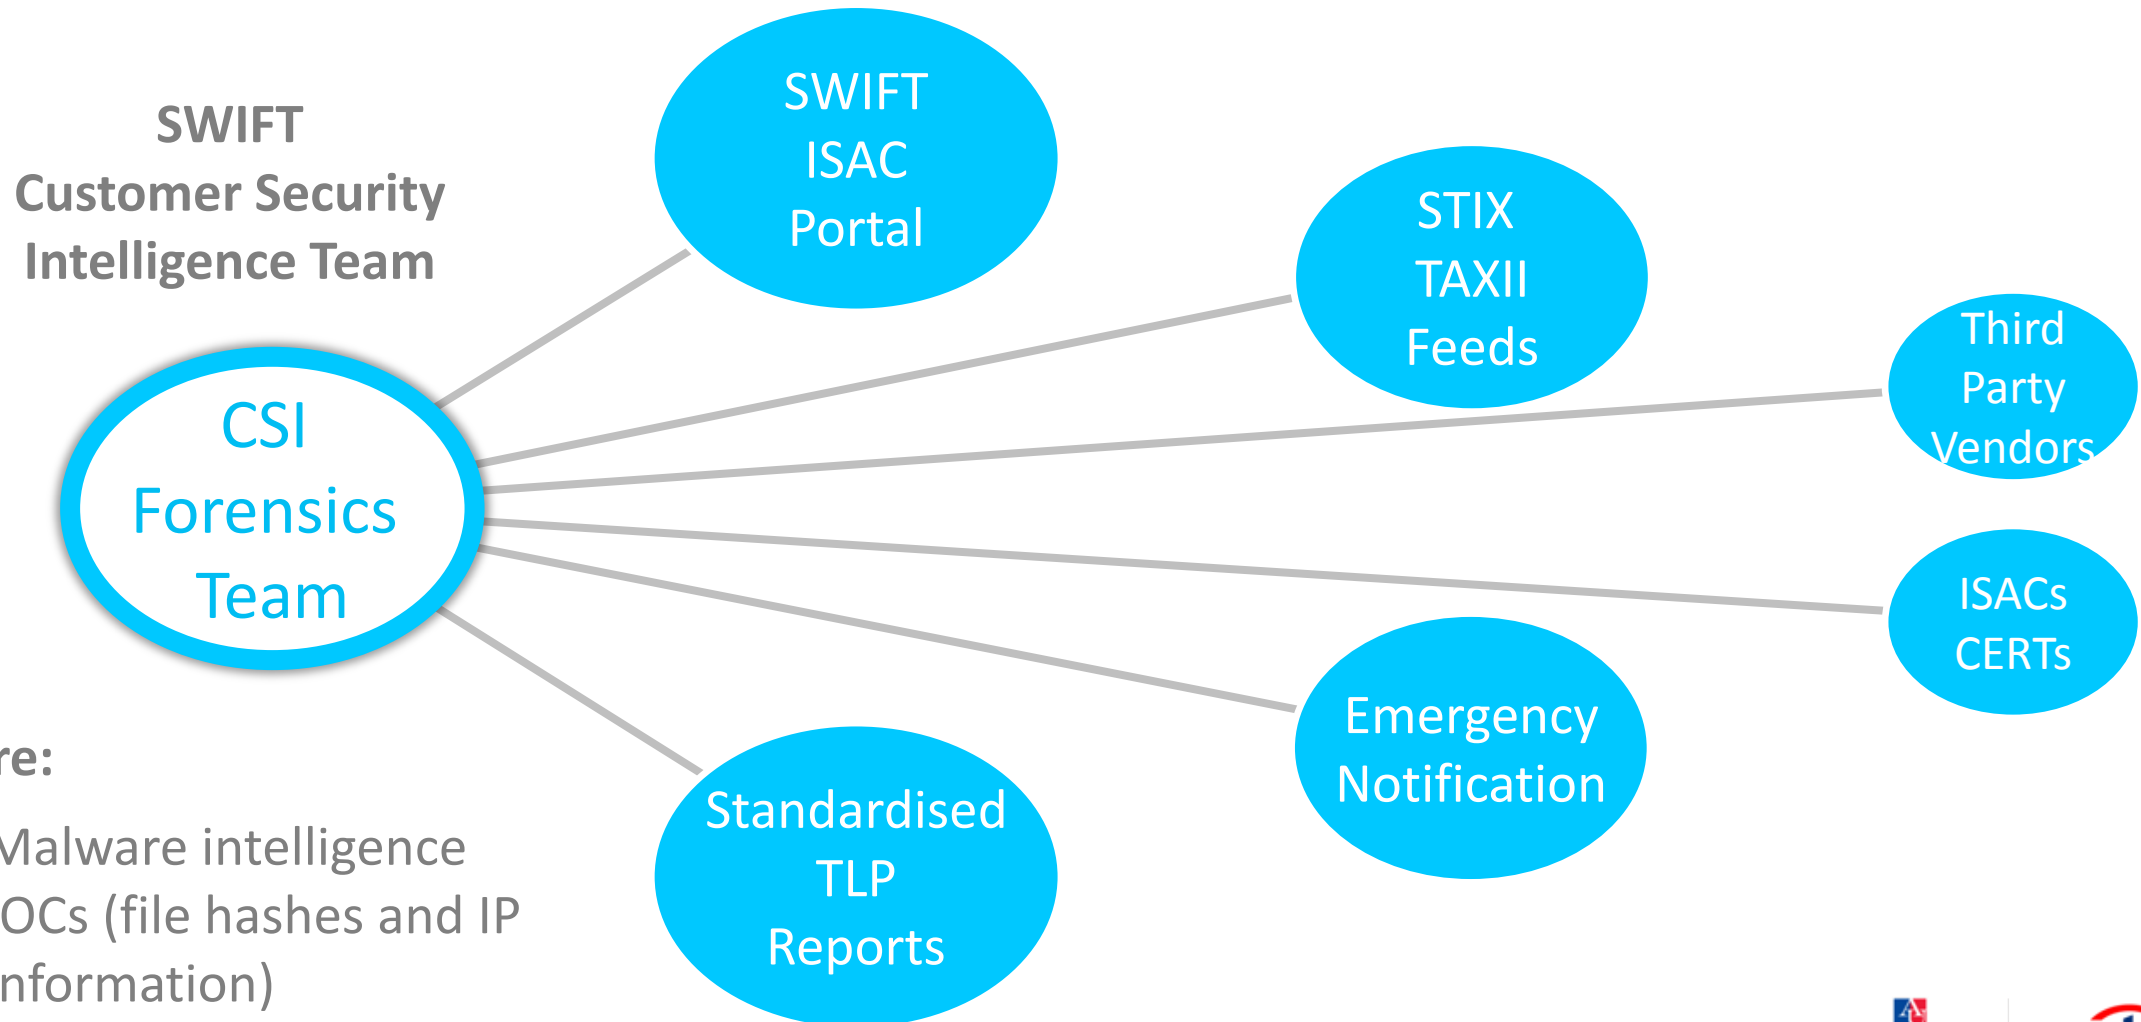 SWIFT
Customer Security
Intelligence Team
SWIFT
ISAC
Portal
STIX
TAXII
Feeds
Third
Party
Vendors
CSI
Forensics
Team
ISACs
CERTs
Emergency
Notification
Standardised
TLP
Reports
re:
Malware intelligence
OCs (file hashes and IP
nformation)